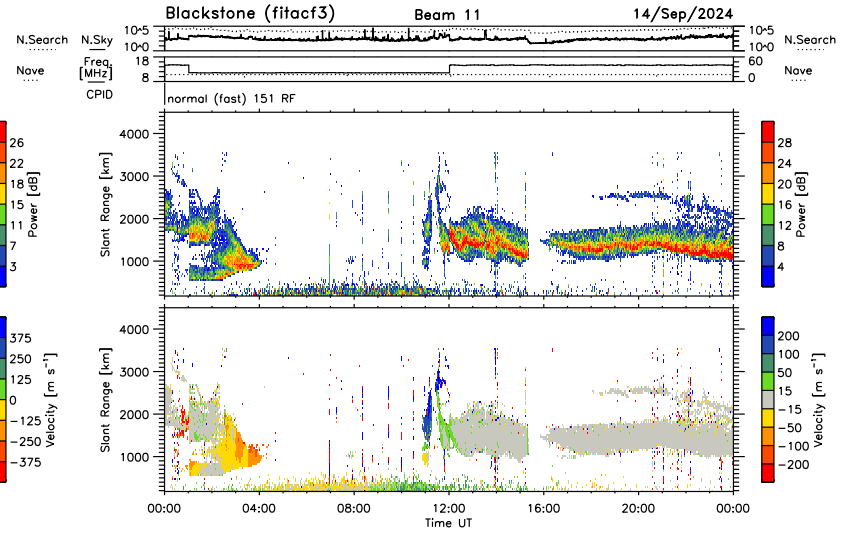 Blackstone (fitacf3) Beam 11 14/Sep/2024
N.Search N.Sky 10^5 10^0 10^5 10^0 N.Search
Nave Freq. [MHz] 18 8 60 0 Nave
CPID normal (fast) 151 RF
Power [dB] 26 22 18 15 11 7 3
Slant Range [km] 4000 3000 2000 1000
Power [dB] 28 24 20 16 12 8 4
Velocity [m s⁻¹] 375 250 125 0 −125 −250 −375
Slant Range [km] 4000 3000 2000 1000
Velocity [m s⁻¹] 200 100 50 15 −15 −50 −100 −200
00:00 04:00 08:00 12:00 16:00 20:00 00:00
Time UT